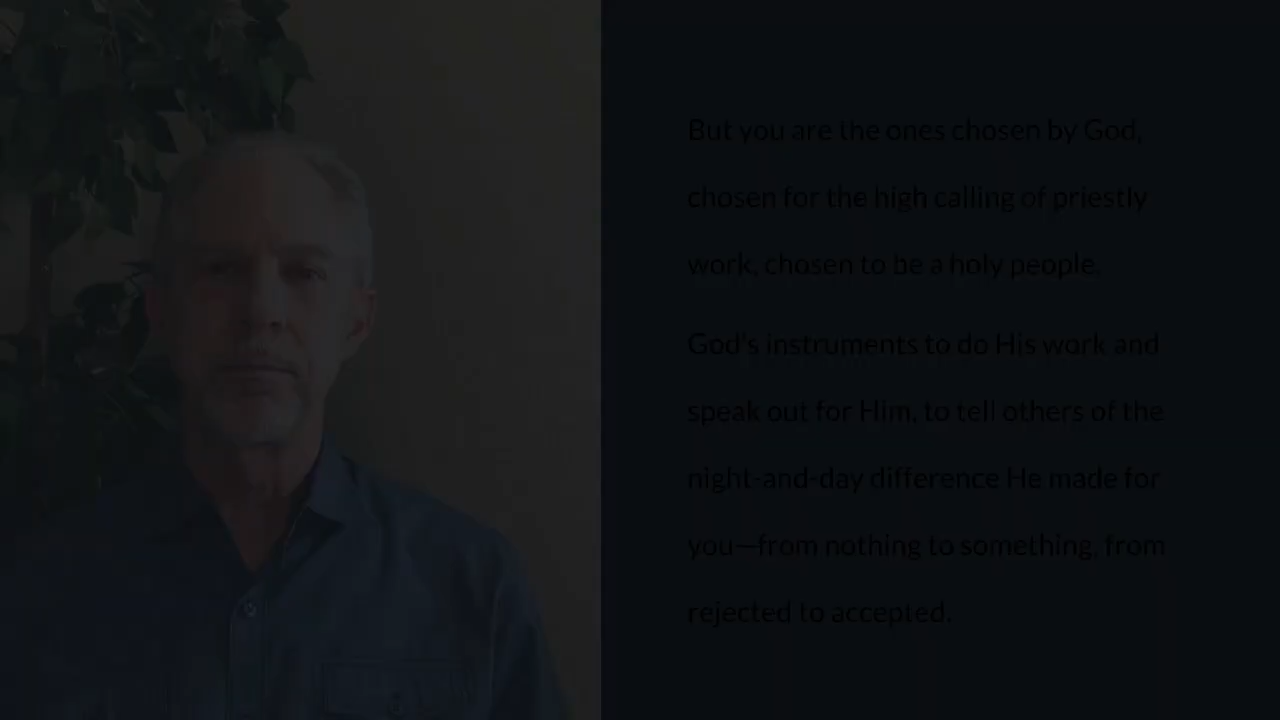 But you are the ones chosen by God,
chosen for the high calling of priestly
work, chosen to be a holy people.
God's instruments to do His work and
speak out for Him, to tell others of the
night-and-day difference He made for
you—from nothing to something, from
rejected to accepted.